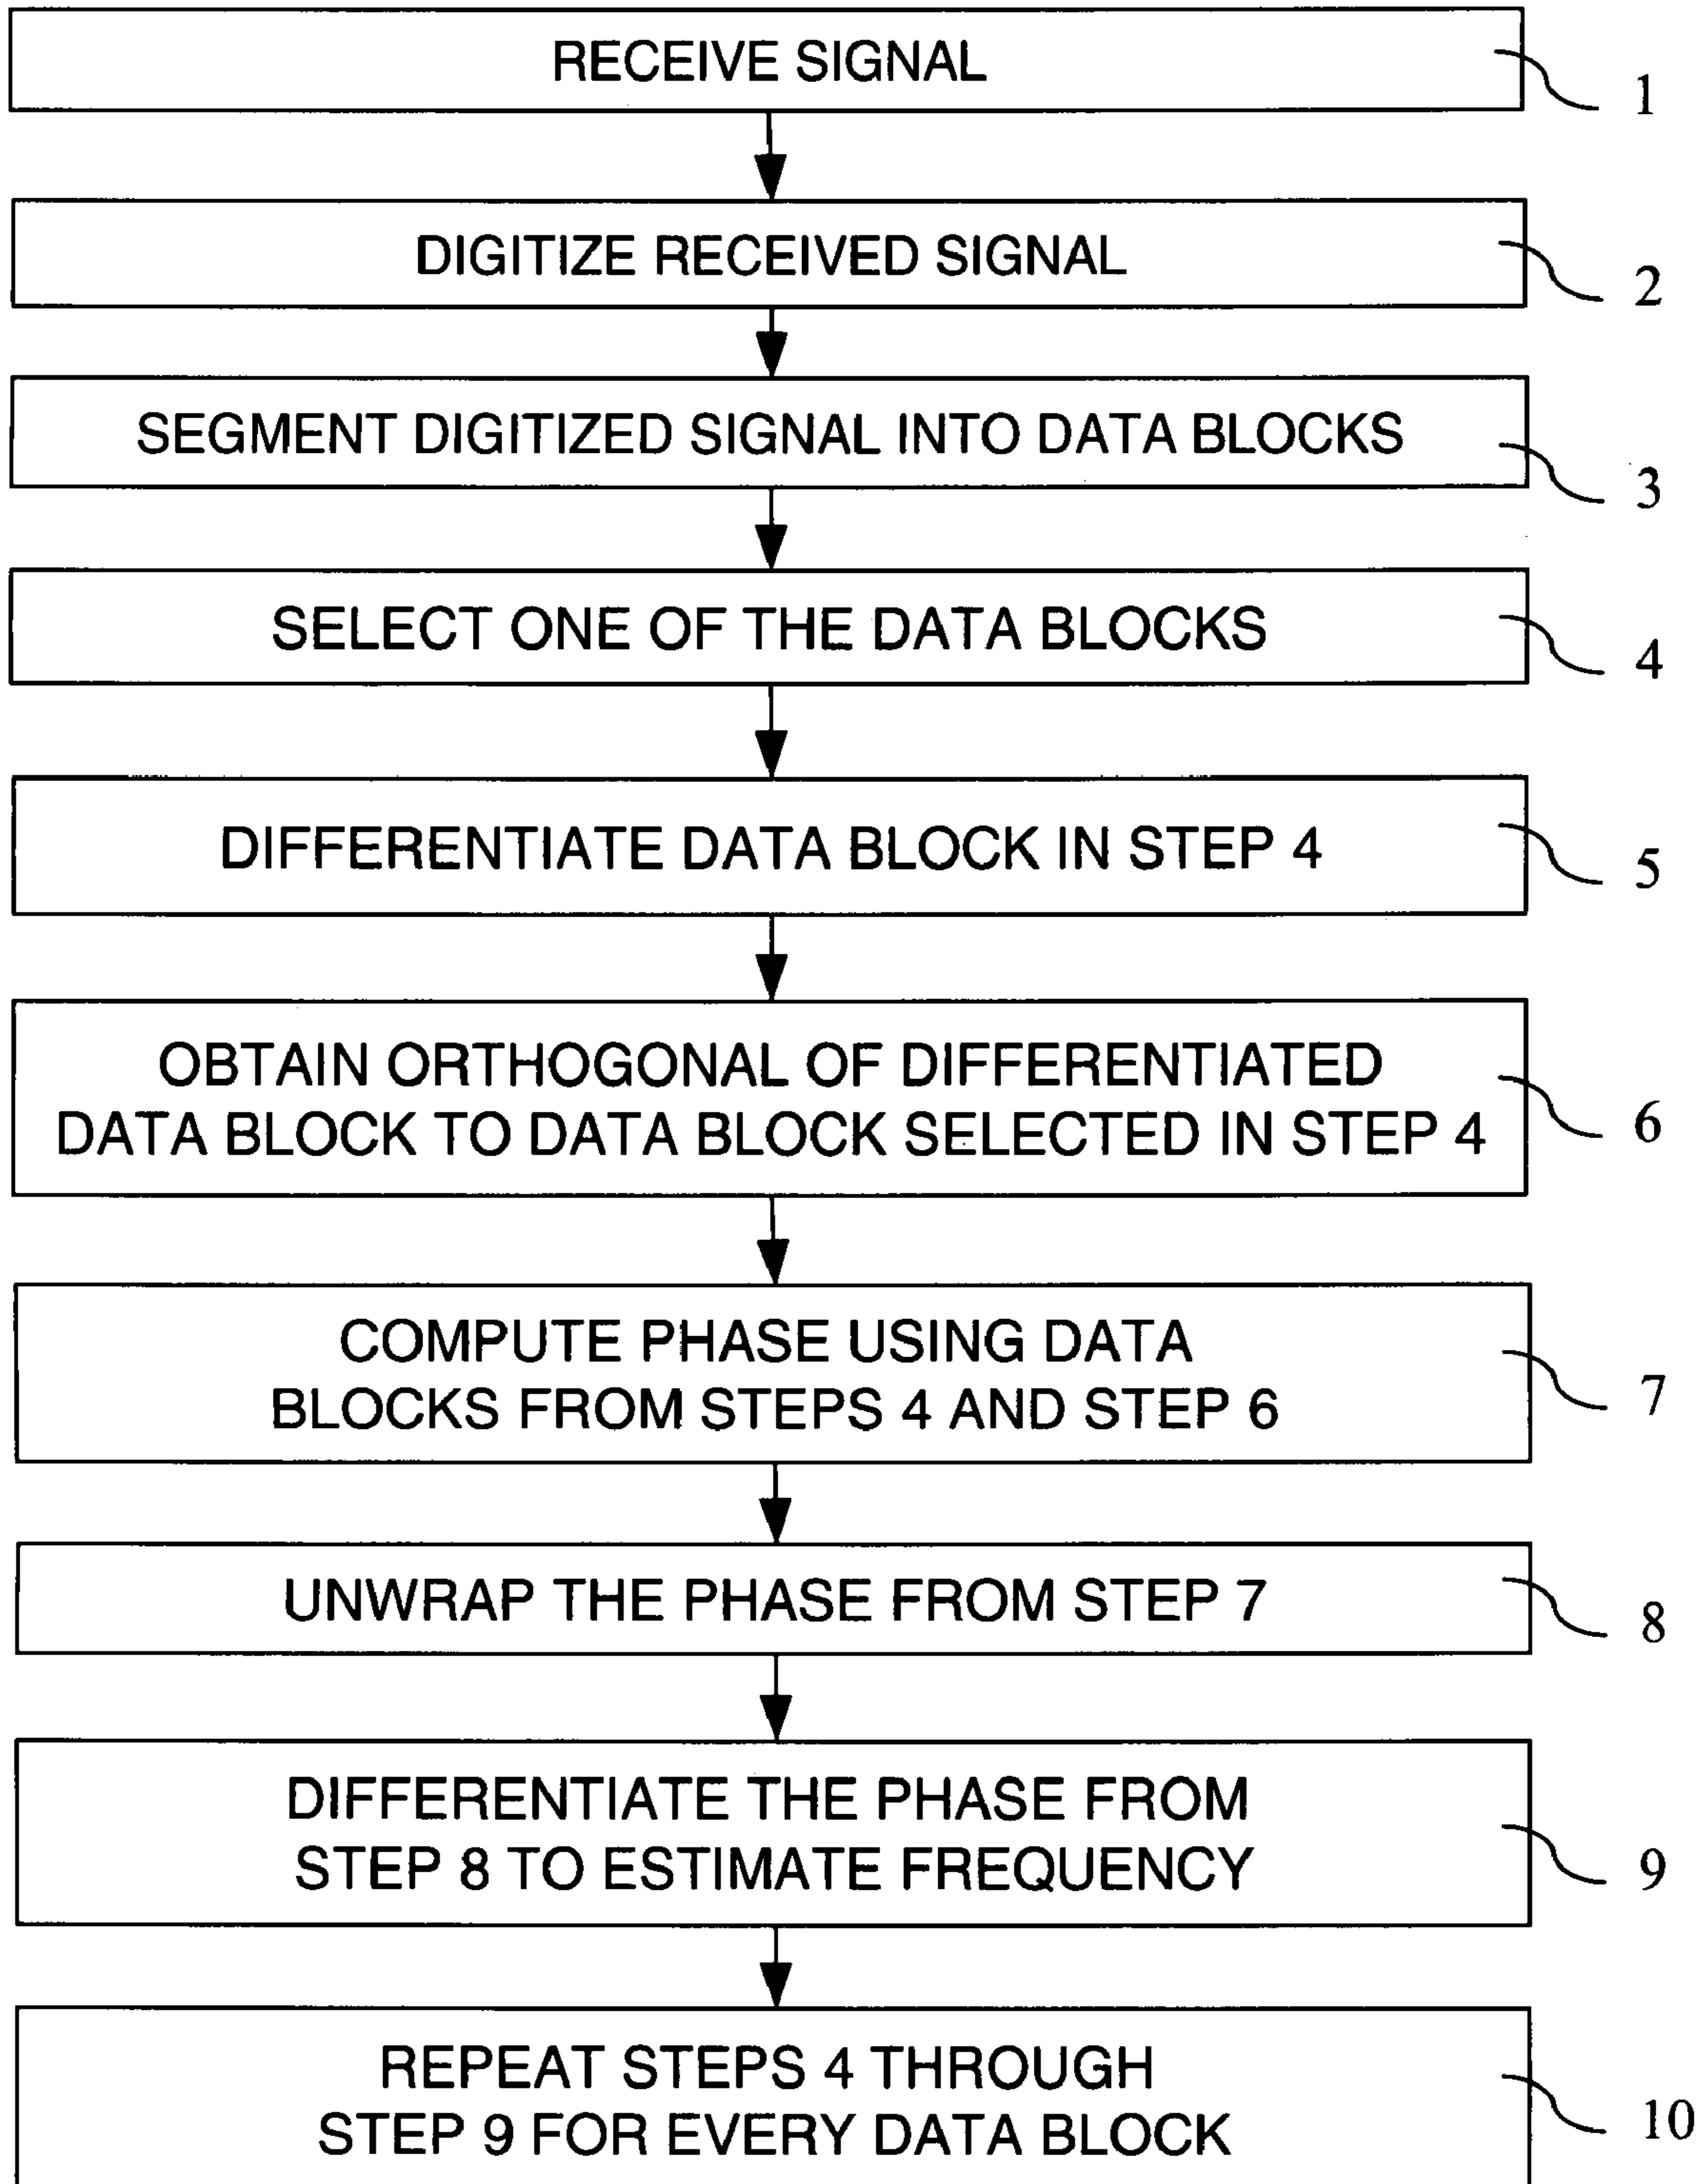 RECEIVE SIGNAL
1
DIGITIZE RECEIVED SIGNAL
2
SEGMENT DIGITIZED SIGNAL INTO DATA BLOCKS
3
SELECT ONE OF THE DATA BLOCKS
4
DIFFERENTIATE DATA BLOCK IN STEP 4
5
OBTAIN ORTHOGONAL OF DIFFERENTIATED
DATA BLOCK TO DATA BLOCK SELECTED IN STEP 4
6
COMPUTE PHASE USING DATA
BLOCKS FROM STEPS 4 AND STEP 6
7
UNWRAP THE PHASE FROM STEP 7
8
DIFFERENTIATE THE PHASE FROM
STEP 8 TO ESTIMATE FREQUENCY
9
REPEAT STEPS 4 THROUGH
STEP 9 FOR EVERY DATA BLOCK
10